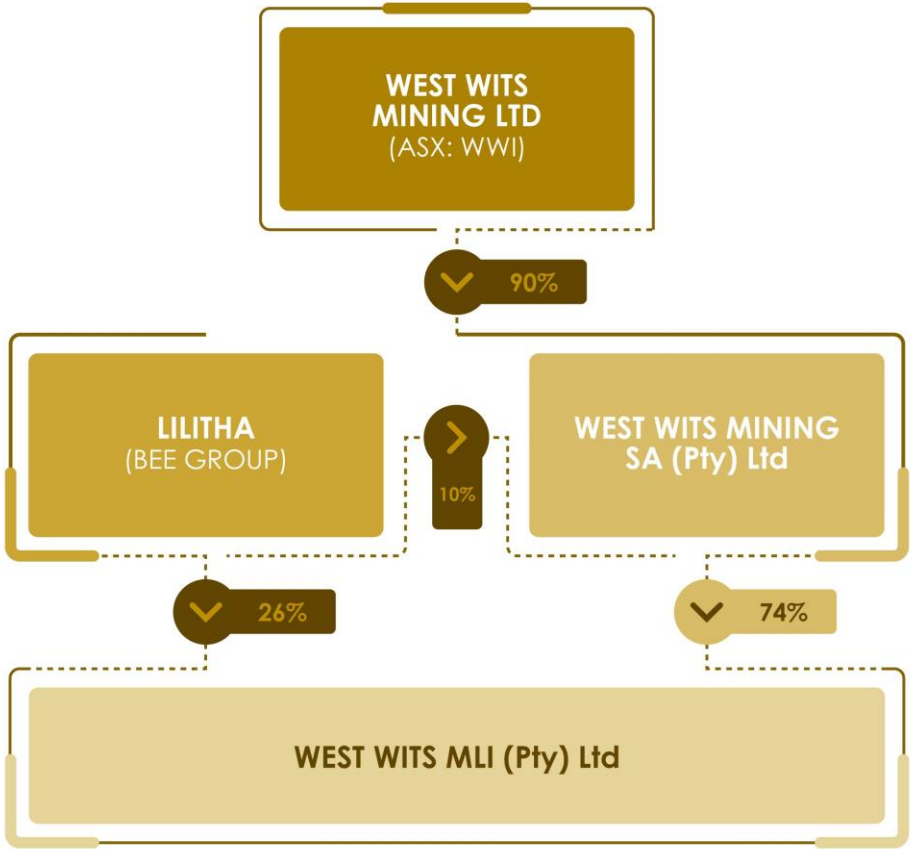 WEST WITS
MINING LTD
(ASX: WWI)
90%
LILITHA
(BEE GROUP)
10%
WEST WITS MINING
SA (Pty) Ltd
26%
74%
WEST WITS MLI (Pty) Ltd